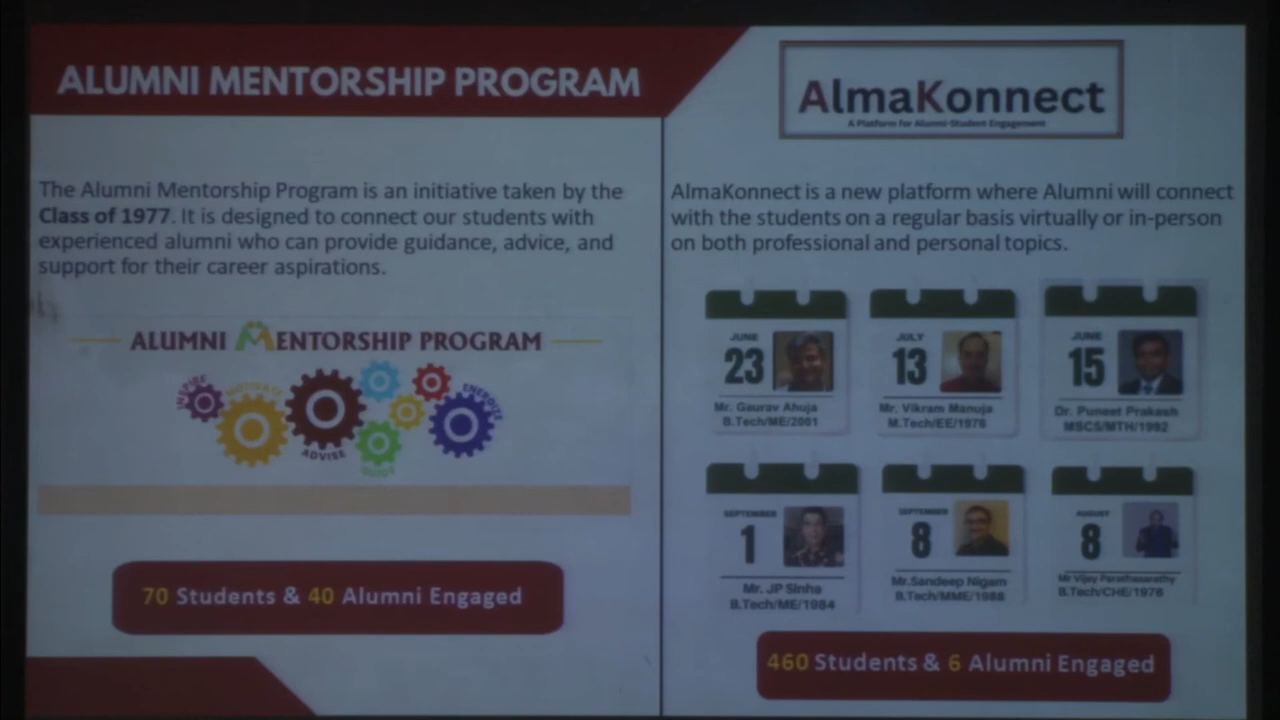 ALUMNI MENTORSHIP PROGRAM
The Alumni Mentorship Program is an initiative taken by the
Class of 1977. It is designed to connect our students with
experienced alumni who can provide guidance, advice, and
support for their career aspirations.
ALUMNI MENTORSHIP PROGRAM
INSPIRE
MOTIVATE
ADVISE
ENERGIZE
70 Students & 40 Alumni Engaged
AlmaKonnect
A Platform for Alumni-Student Engagement
AlmaKonnect is a new platform where Alumni will connect
with the students on a regular basis virtually or in-person
on both professional and personal topics.
JUNE
23
Mr. Gaurav Ahuja
B.Tech/ME/2001
JULY
13
Mr. Vikram Manuja
M.Tech/EE/1976
JUNE
15
Dr. Puneet Prakash
MSCS/MTH/1992
SEPTEMBER
1
Mr. JP Sinha
B.Tech/ME/1984
SEPTEMBER
8
Mr.Sandeep Nigam
B.Tech/MME/1988
AUGUST
8
Mr Vijay Parathasarathy
B.Tech/CHE/1976
460 Students & 6 Alumni Engaged